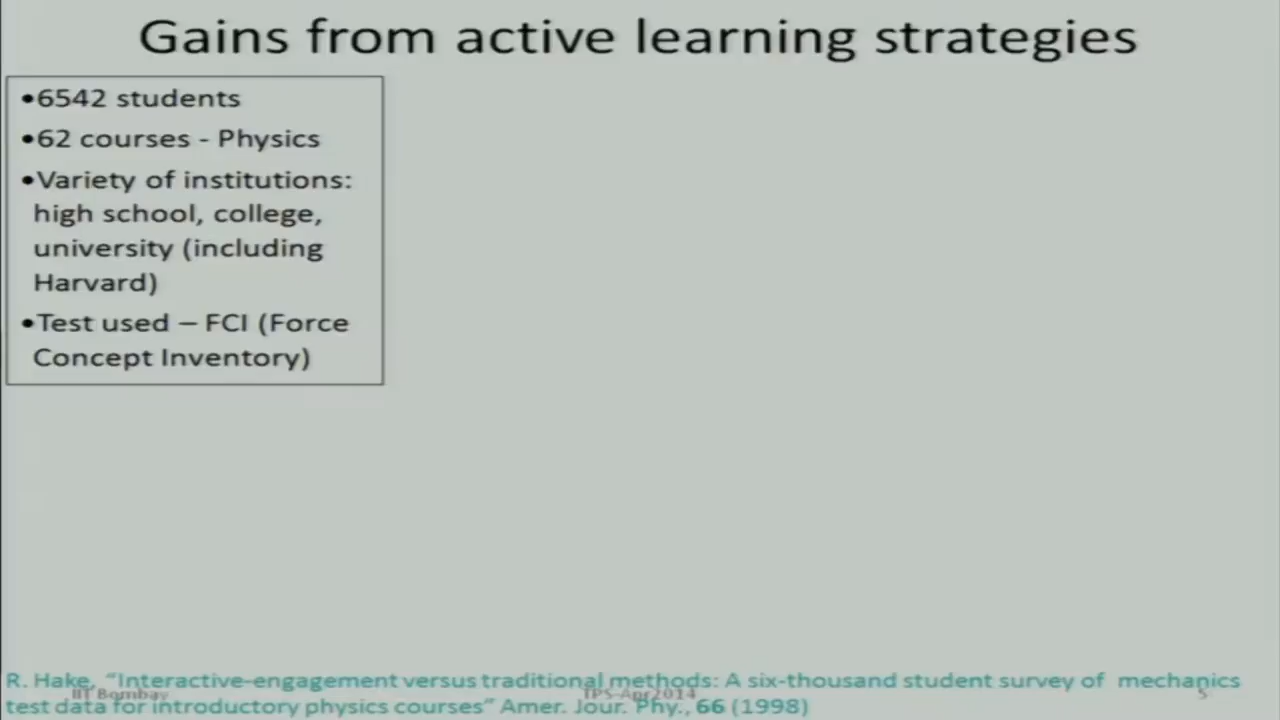 Gains from active learning strategies
•6542 students
•62 courses - Physics
•Variety of institutions:
high school, college,
university (including
Harvard)
•Test used – FCI (Force
Concept Inventory)
R. Hake, "Interactive-engagement versus traditional methods: A six-thousand student survey of mechanics
IIT Bombay TPS-Apr2014 5
test data for introductory physics courses" Amer. Jour. Phy., 66 (1998)